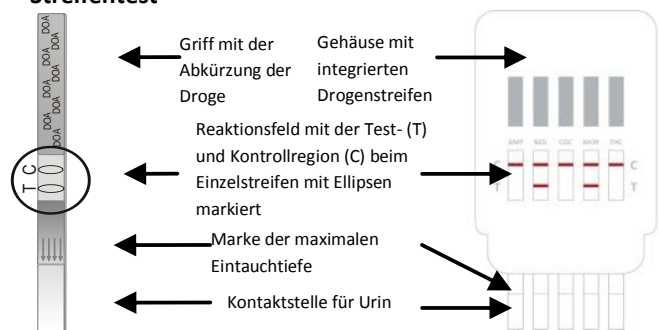 Streifentest
DOA DOA DOA DOA DOA DOA DOA DOA
Griff mit der
Abkürzung der
Droge
Gehäuse mit
integrierten
Drogenstreifen
Reaktionsfeld mit der Test- (T)
und Kontrollregion (C) beim
Einzelstreifen mit Ellipsen
markiert
T C
AMP BZD COC MOR THC
C C
T T
Marke der maximalen
Eintauchtiefe
Kontaktstelle für Urin